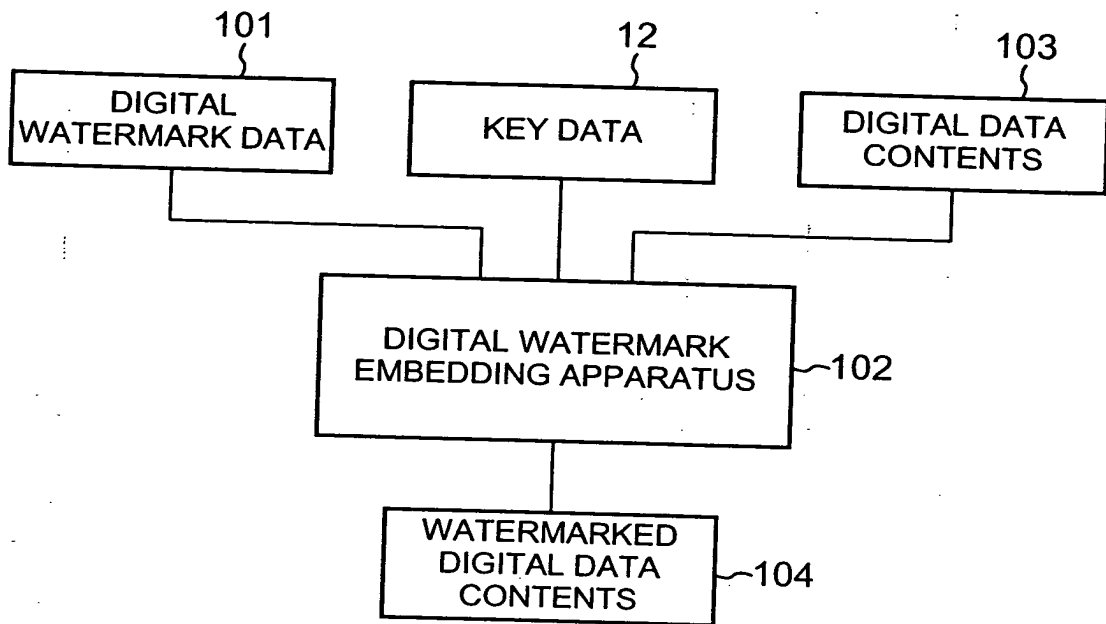 101
12
103
DIGITAL
WATERMARK DATA
KEY DATA
DIGITAL DATA
CONTENTS
DIGITAL WATERMARK
EMBEDDING APPARATUS
102
WATERMARKED
DIGITAL DATA
CONTENTS
104